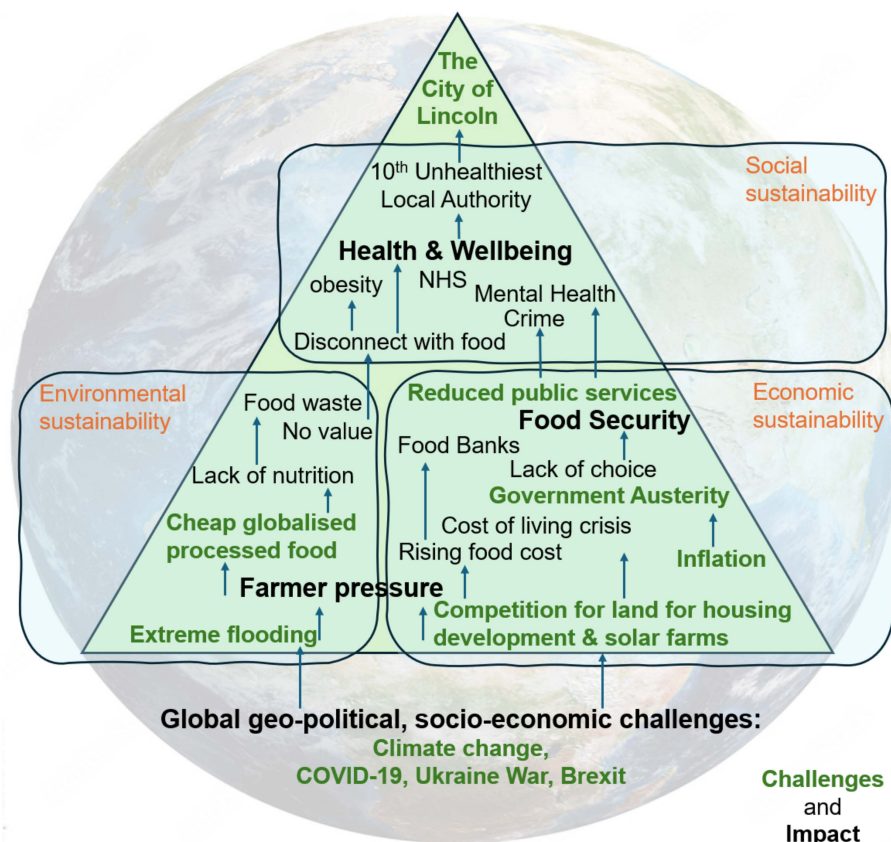 The
City of
Lincoln
10th Unhealthiest
Local Authority
Social
sustainability
Health & Wellbeing
NHS
obesity
Mental Health
Crime
Disconnect with food
Environmental
sustainability
Food waste
No value
Lack of nutrition
Cheap globalised
processed food
Farmer pressure
Extreme flooding
Reduced public services
Economic
sustainability
Food Security
Food Banks
Lack of choice
Government Austerity
Cost of living crisis
Rising food cost
Inflation
Competition for land for housing
development & solar farms
Global geo-political, socio-economic challenges:
Climate change,
COVID-19, Ukraine War, Brexit
Challenges
and
Impact